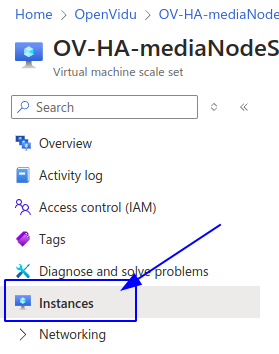 Home > OpenVidu > OV-HA-mediaNodeS
OV-HA-mediaNodeS
Virtual machine scale set
Search
Overview
Activity log
Access control (IAM)
Tags
Diagnose and solve problems
Instances
Networking